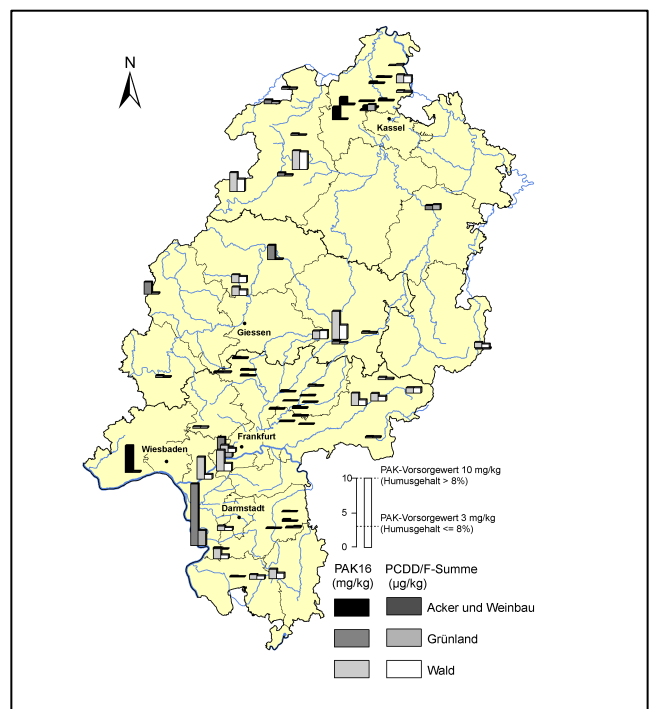 N
Kassel
Giessen
Frankfurt
Wiesbaden
Darmstadt
10
PAK-Vorsorgewert 10 mg/kg
(Humusgehalt > 8%)
5
PAK-Vorsorgewert 3 mg/kg
(Humusgehalt <= 8%)
0
PAK16 PCDD/F-Summe
(mg/kg) (µg/kg)
Acker und Weinbau
Grünland
Wald